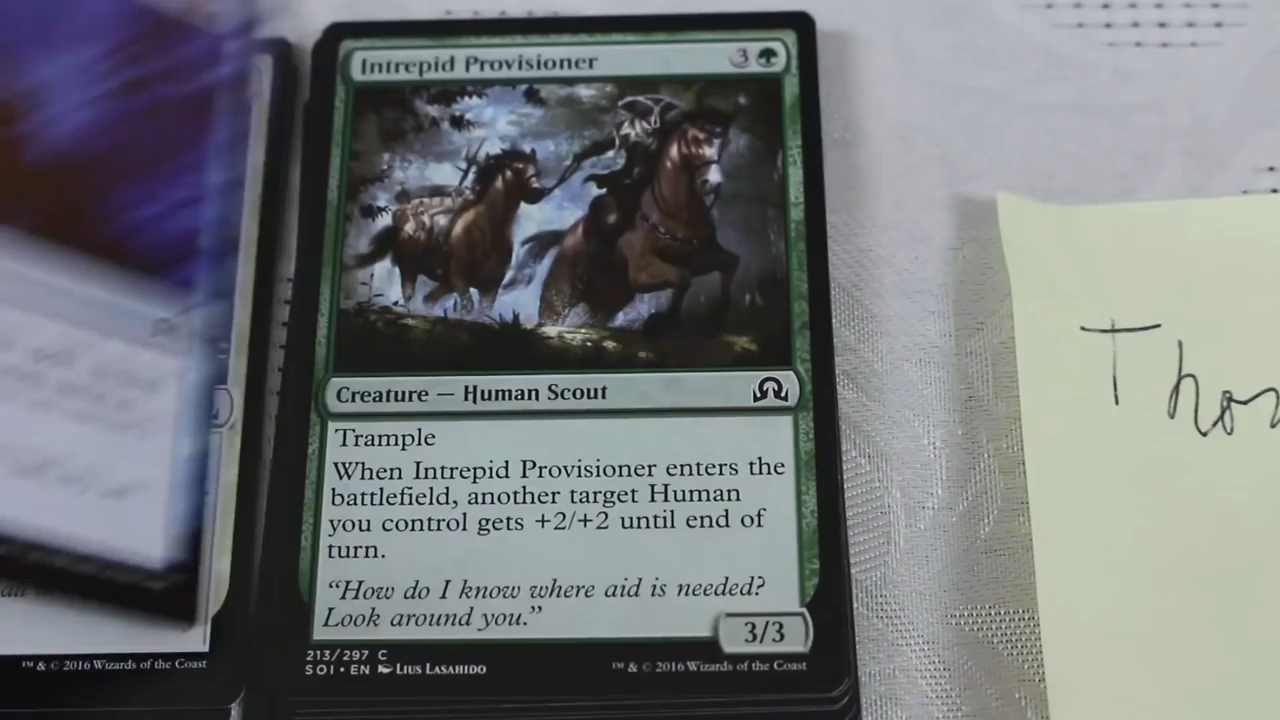 Intrepid Provisioner 3
Creature — Human Scout
Trample
When Intrepid Provisioner enters the
battlefield, another target Human
you control gets +2/+2 until end of
turn.
“How do I know where aid is needed?
Look around you.”
3/3
213/297 C
SOI • EN Lius Lasahido
™ & © 2016 Wizards of the Coast
™ & © 2016 Wizards of the Coast
Thor